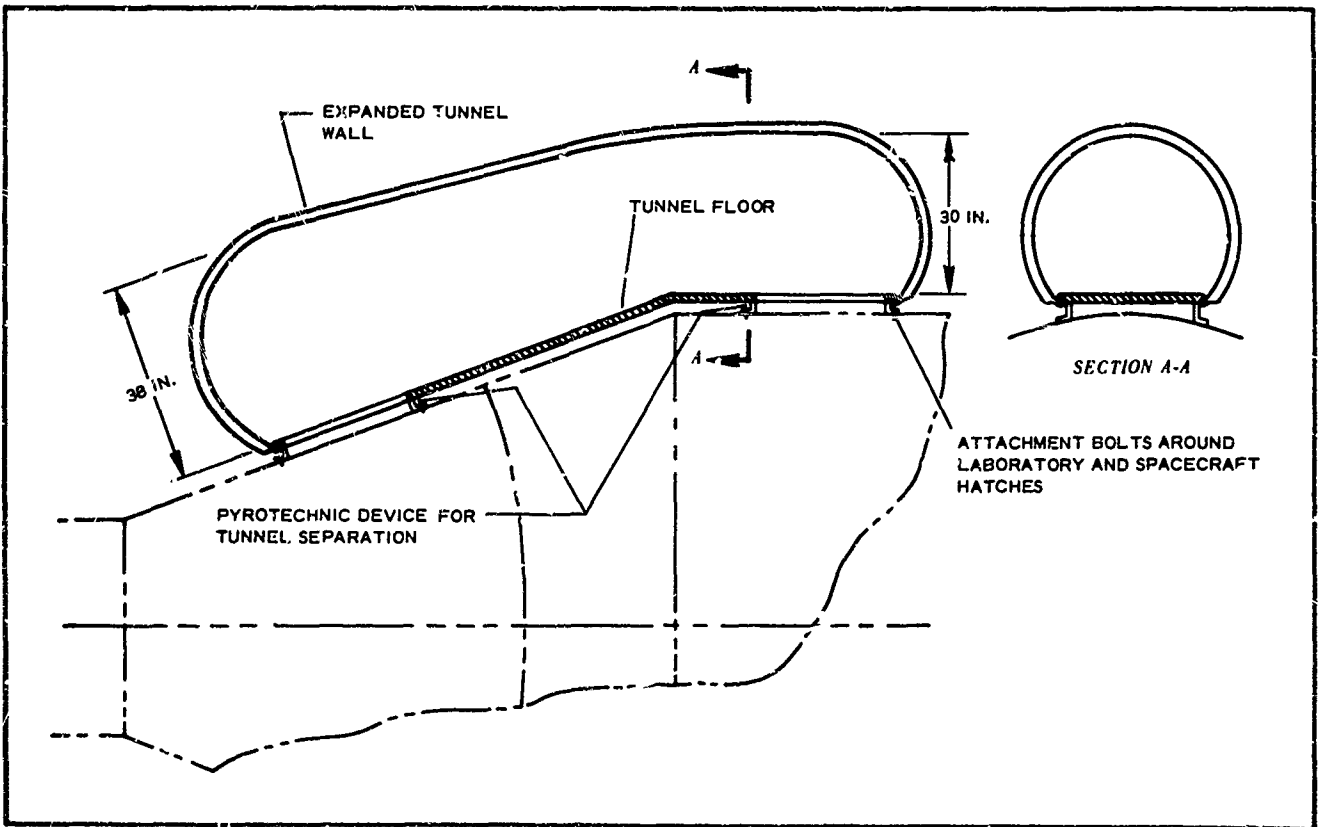 A
EXPANDED TUNNEL
WALL
TUNNEL FLOOR
30 IN.
38 IN.
A
SECTION A-A
ATTACHMENT BOLTS AROUND
LABORATORY AND SPACECRAFT
HATCHES
PYROTECHNIC DEVICE FOR
TUNNEL SEPARATION